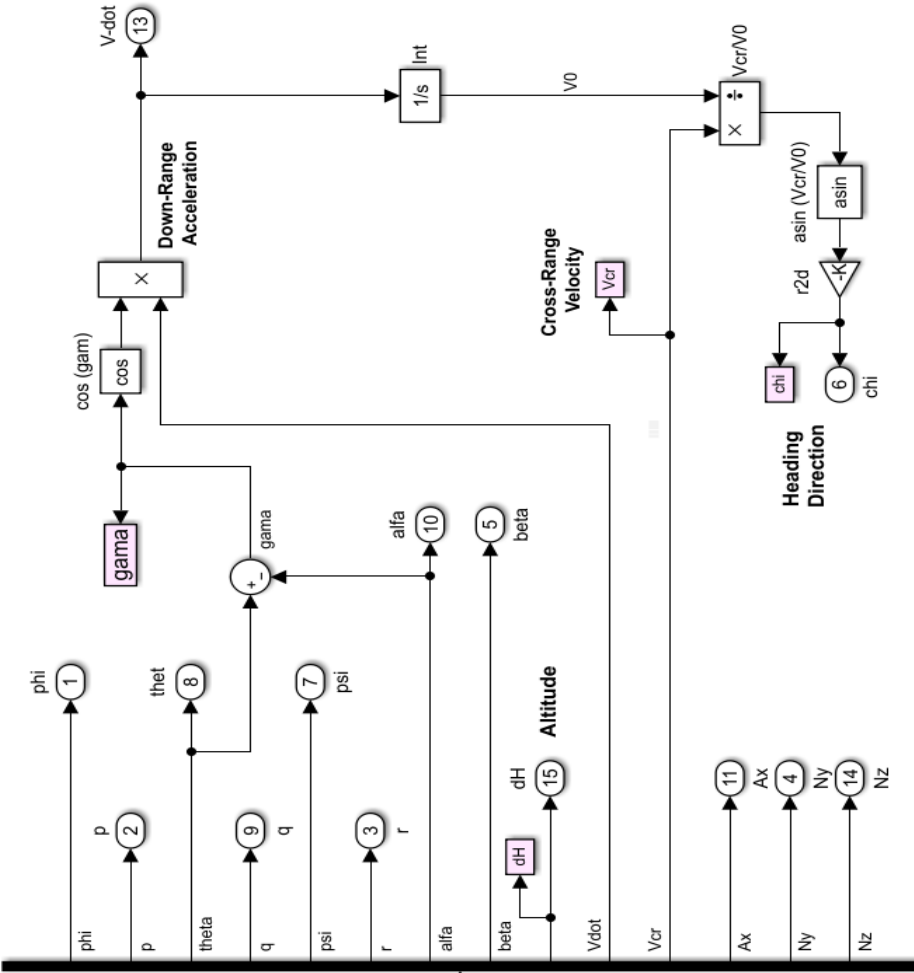 phi
1
phi
p
2
p
gama
cos (gam)
cos
×
V-dot
13
Down-Range
Acceleration
thet
8
theta
q
9
q
+
−
gama
7
psi
psi
3
r
r
alfa
10
alfa
1/s
Int
5
beta
beta
dH
dH
15
Altitude
Cross-Range
Velocity
Vcr
V0
Vdot
Vcr
11
Ax
Ax
×
÷
Vcr/V0
4
Ny
Ny
chi
r2d
asin (Vcr/V0)
14
Nz
Nz
6
chi
-K
asin
Heading
Direction